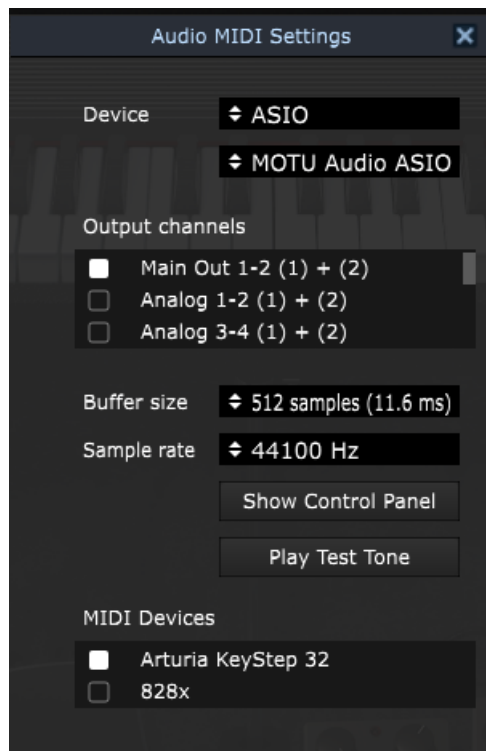 Audio MIDI Settings
Device
ASIO
MOTU Audio ASIO
Output channels
Main Out 1-2 (1) + (2)
Analog 1-2 (1) + (2)
Analog 3-4 (1) + (2)
Buffer size
512 samples (11.6 ms)
Sample rate
44100 Hz
Show Control Panel
Play Test Tone
MIDI Devices
Arturia KeyStep 32
828x